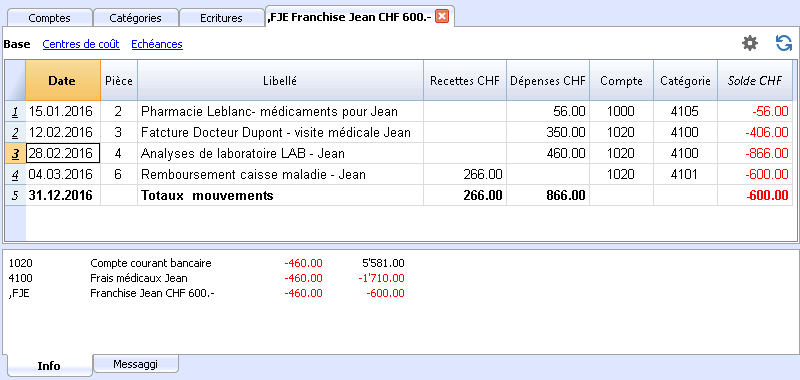 Comptes Catégories Ecritures ,FJE Franchise Jean CHF 600.-
Base Centres de coût Echéances
Date Pièce Libellé Recettes CHF Dépenses CHF Compte Catégorie Solde CHF
1 15.01.2016 2 Pharmacie Leblanc- médicaments pour Jean 56.00 1000 4105 -56.00
2 12.02.2016 3 Fatcture Docteur Dupont - visite médicale Jean 350.00 1020 4100 -406.00
3 28.02.2016 4 Analyses de laboratoire LAB - Jean 460.00 1020 4100 -866.00
4 04.03.2016 6 Remboursement caisse maladie - Jean 266.00 1020 4101 -600.00
5 31.12.2016 Totaux mouvements 266.00 866.00 -600.00
1020 Compte courant bancaire -460.00 5'581.00
4100 Frais médicaux Jean -460.00 -1'710.00
,FJE Franchise Jean CHF 600.- -460.00 -600.00
Info Messaggi